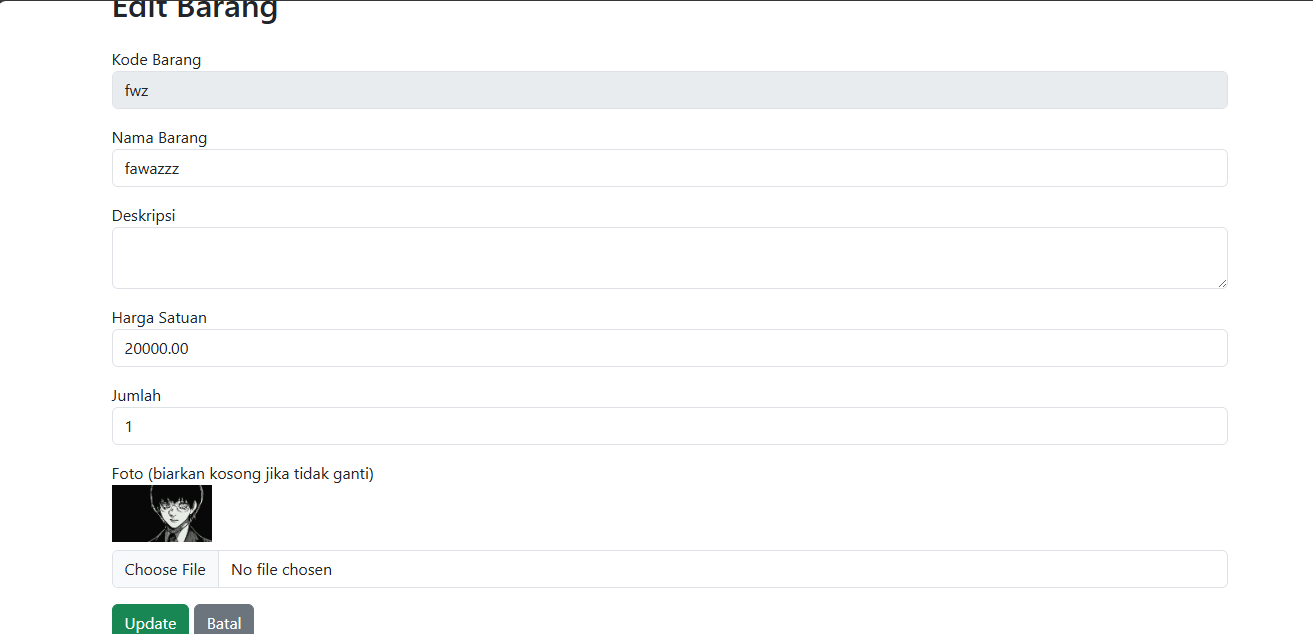 Edit Barang
Kode Barang
fwz
Nama Barang
fawazzz
Deskripsi
Harga Satuan
20000.00
Jumlah
1
Foto (biarkan kosong jika tidak ganti)
Choose File No file chosen
Update Batal